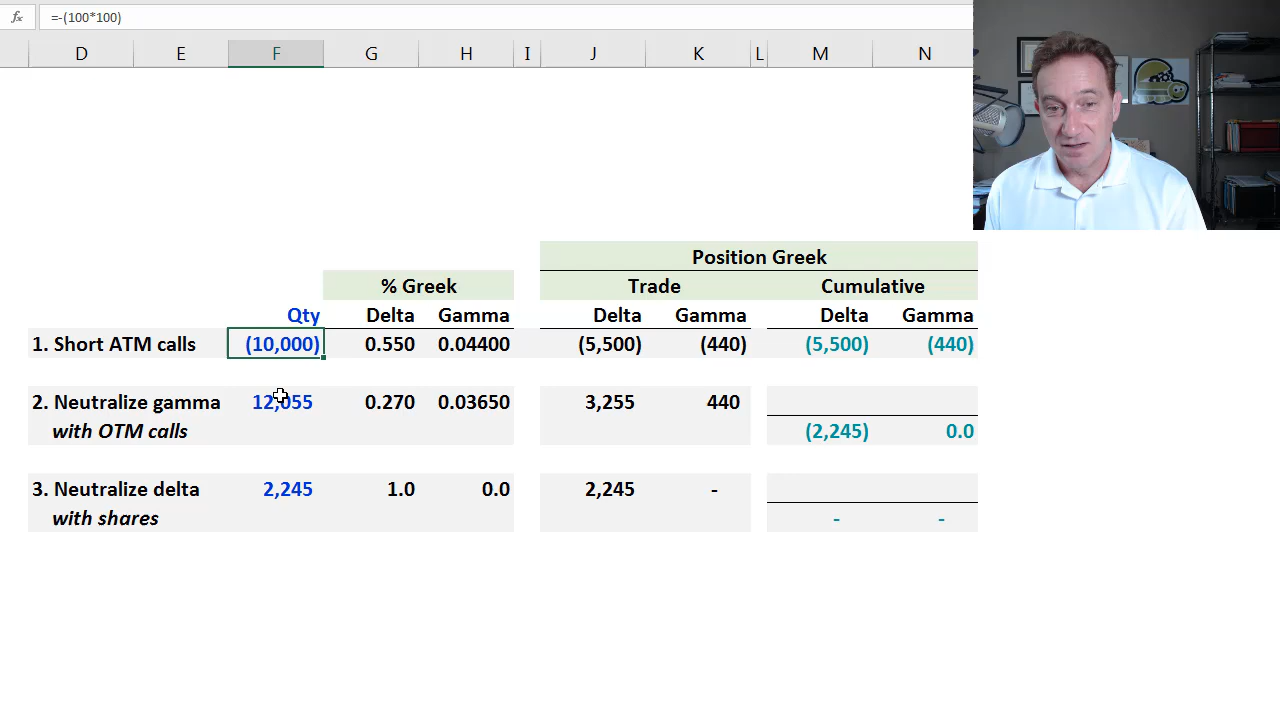 fx =-(100*100)
D E F G H I J K L M N
Position Greek
% Greek Trade Cumulative
Qty Delta Gamma Delta Gamma Delta Gamma
1. Short ATM calls (10,000) 0.550 0.04400 (5,500) (440) (5,500) (440)
2. Neutralize gamma 12,055 0.270 0.03650 3,255 440
with OTM calls (2,245) 0.0
3. Neutralize delta 2,245 1.0 0.0 2,245 -
with shares - -